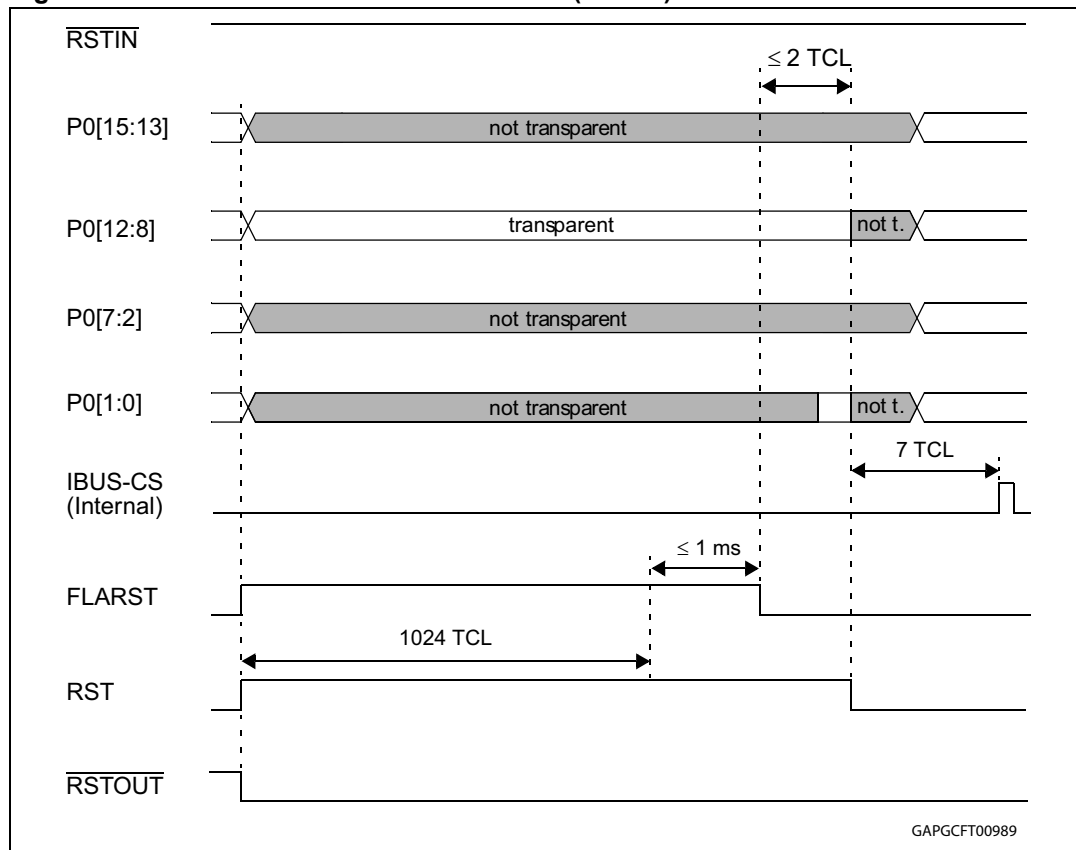 RSTIN
≤ 2 TCL
P0[15:13]
not transparent
P0[12:8]
transparent
not t.
P0[7:2]
not transparent
P0[1:0]
not transparent
not t.
7 TCL
IBUS-CS
(Internal)
≤ 1 ms
FLARST
1024 TCL
RST
RSTOUT
GAPGCFT00989